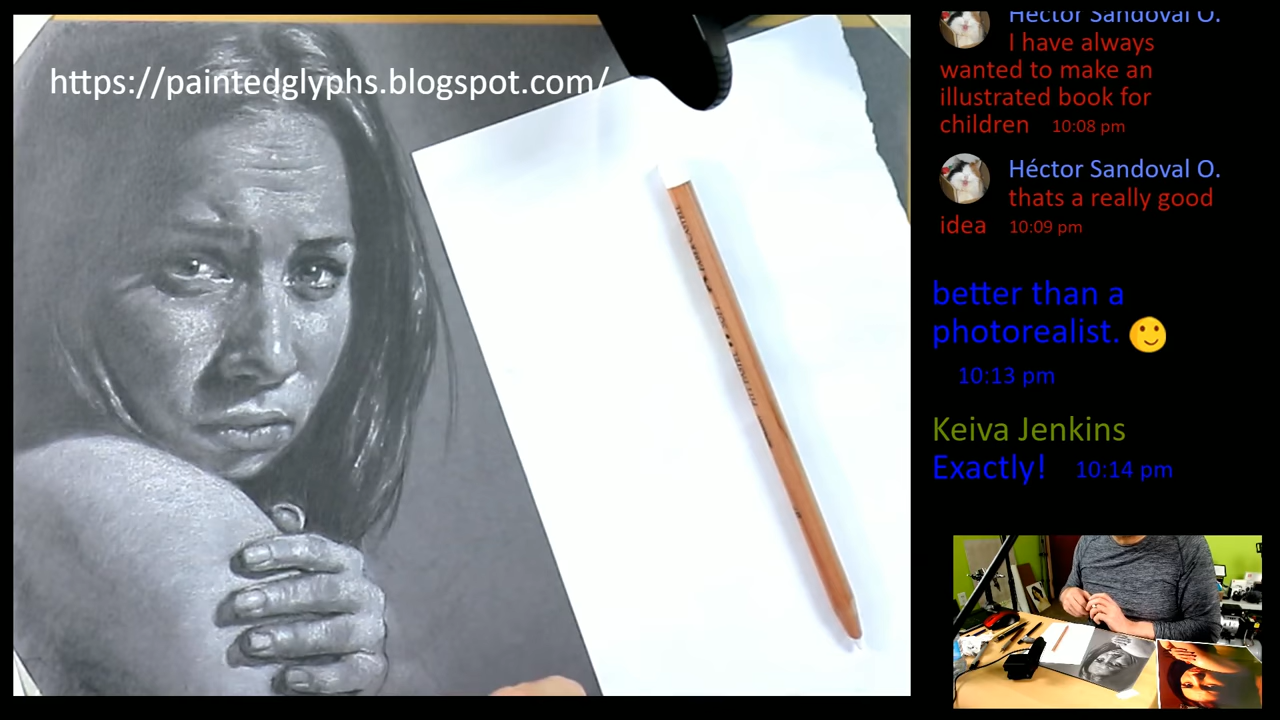 https://paintedglyphs.blogspot.com/
Héctor Sandoval O.
I have always
wanted to make an
illustrated book for
children 10:08 pm
Héctor Sandoval O.
thats a really good
idea 10:09 pm
better than a
photorealist. 🙂
10:13 pm
Keiva Jenkins
Exactly! 10:14 pm